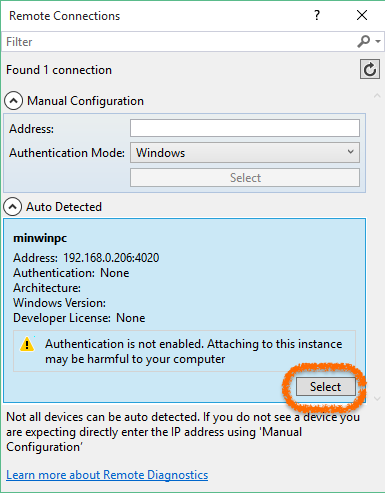 Remote Connections
Filter
Found 1 connection
Manual Configuration
Address:
Authentication Mode: Windows
Select
Auto Detected
minwinpc
Address: 192.168.0.206:4020
Authentication: None
Architecture:
Windows Version:
Developer License: None
Authentication is not enabled. Attaching to this instance
may be harmful to your computer
Select
Not all devices can be auto detected. If you do not see a device you
are expecting directly enter the IP address using 'Manual
Configuration'
Learn more about Remote Diagnostics